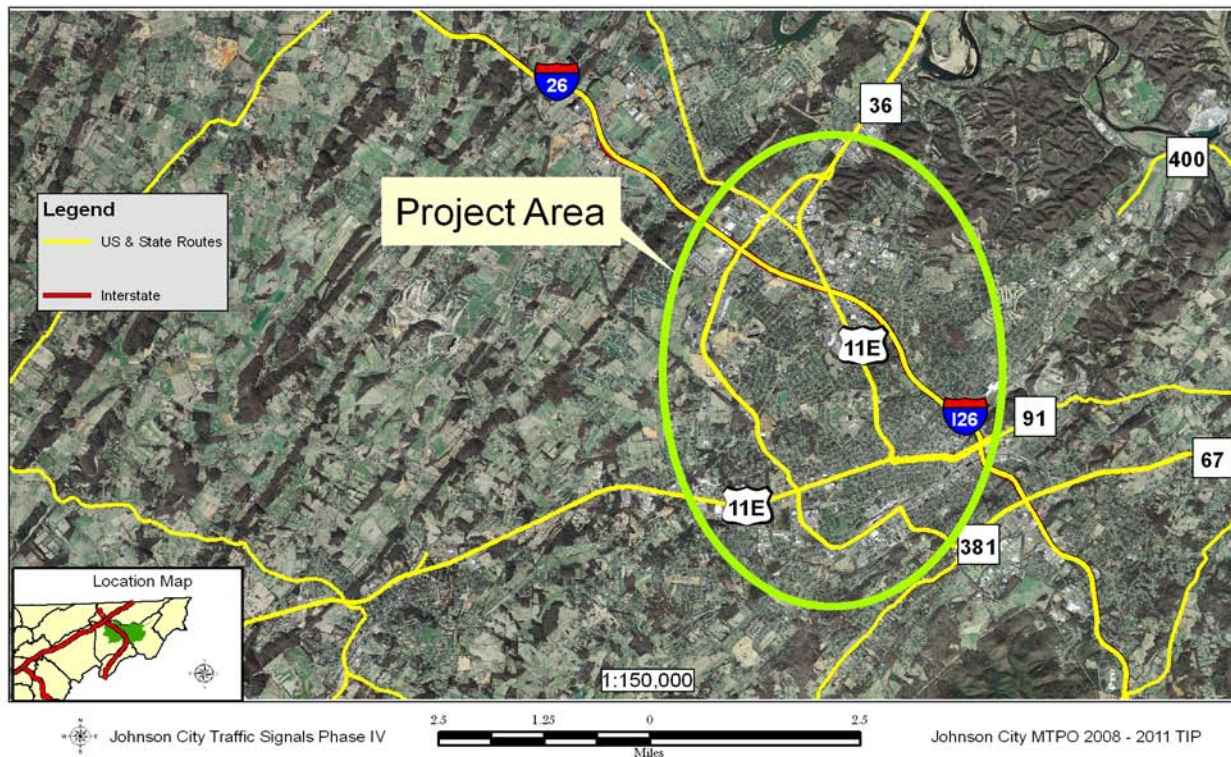 26
36
400
Project Area
Legend
US & State Routes
Interstate
11E
I26
91
67
11E
381
Location Map
1:150,000
2.5 1.25 0 2.5
Miles
N
Johnson City Traffic Signals Phase IV
Johnson City MTPO 2008 - 2011 TIP